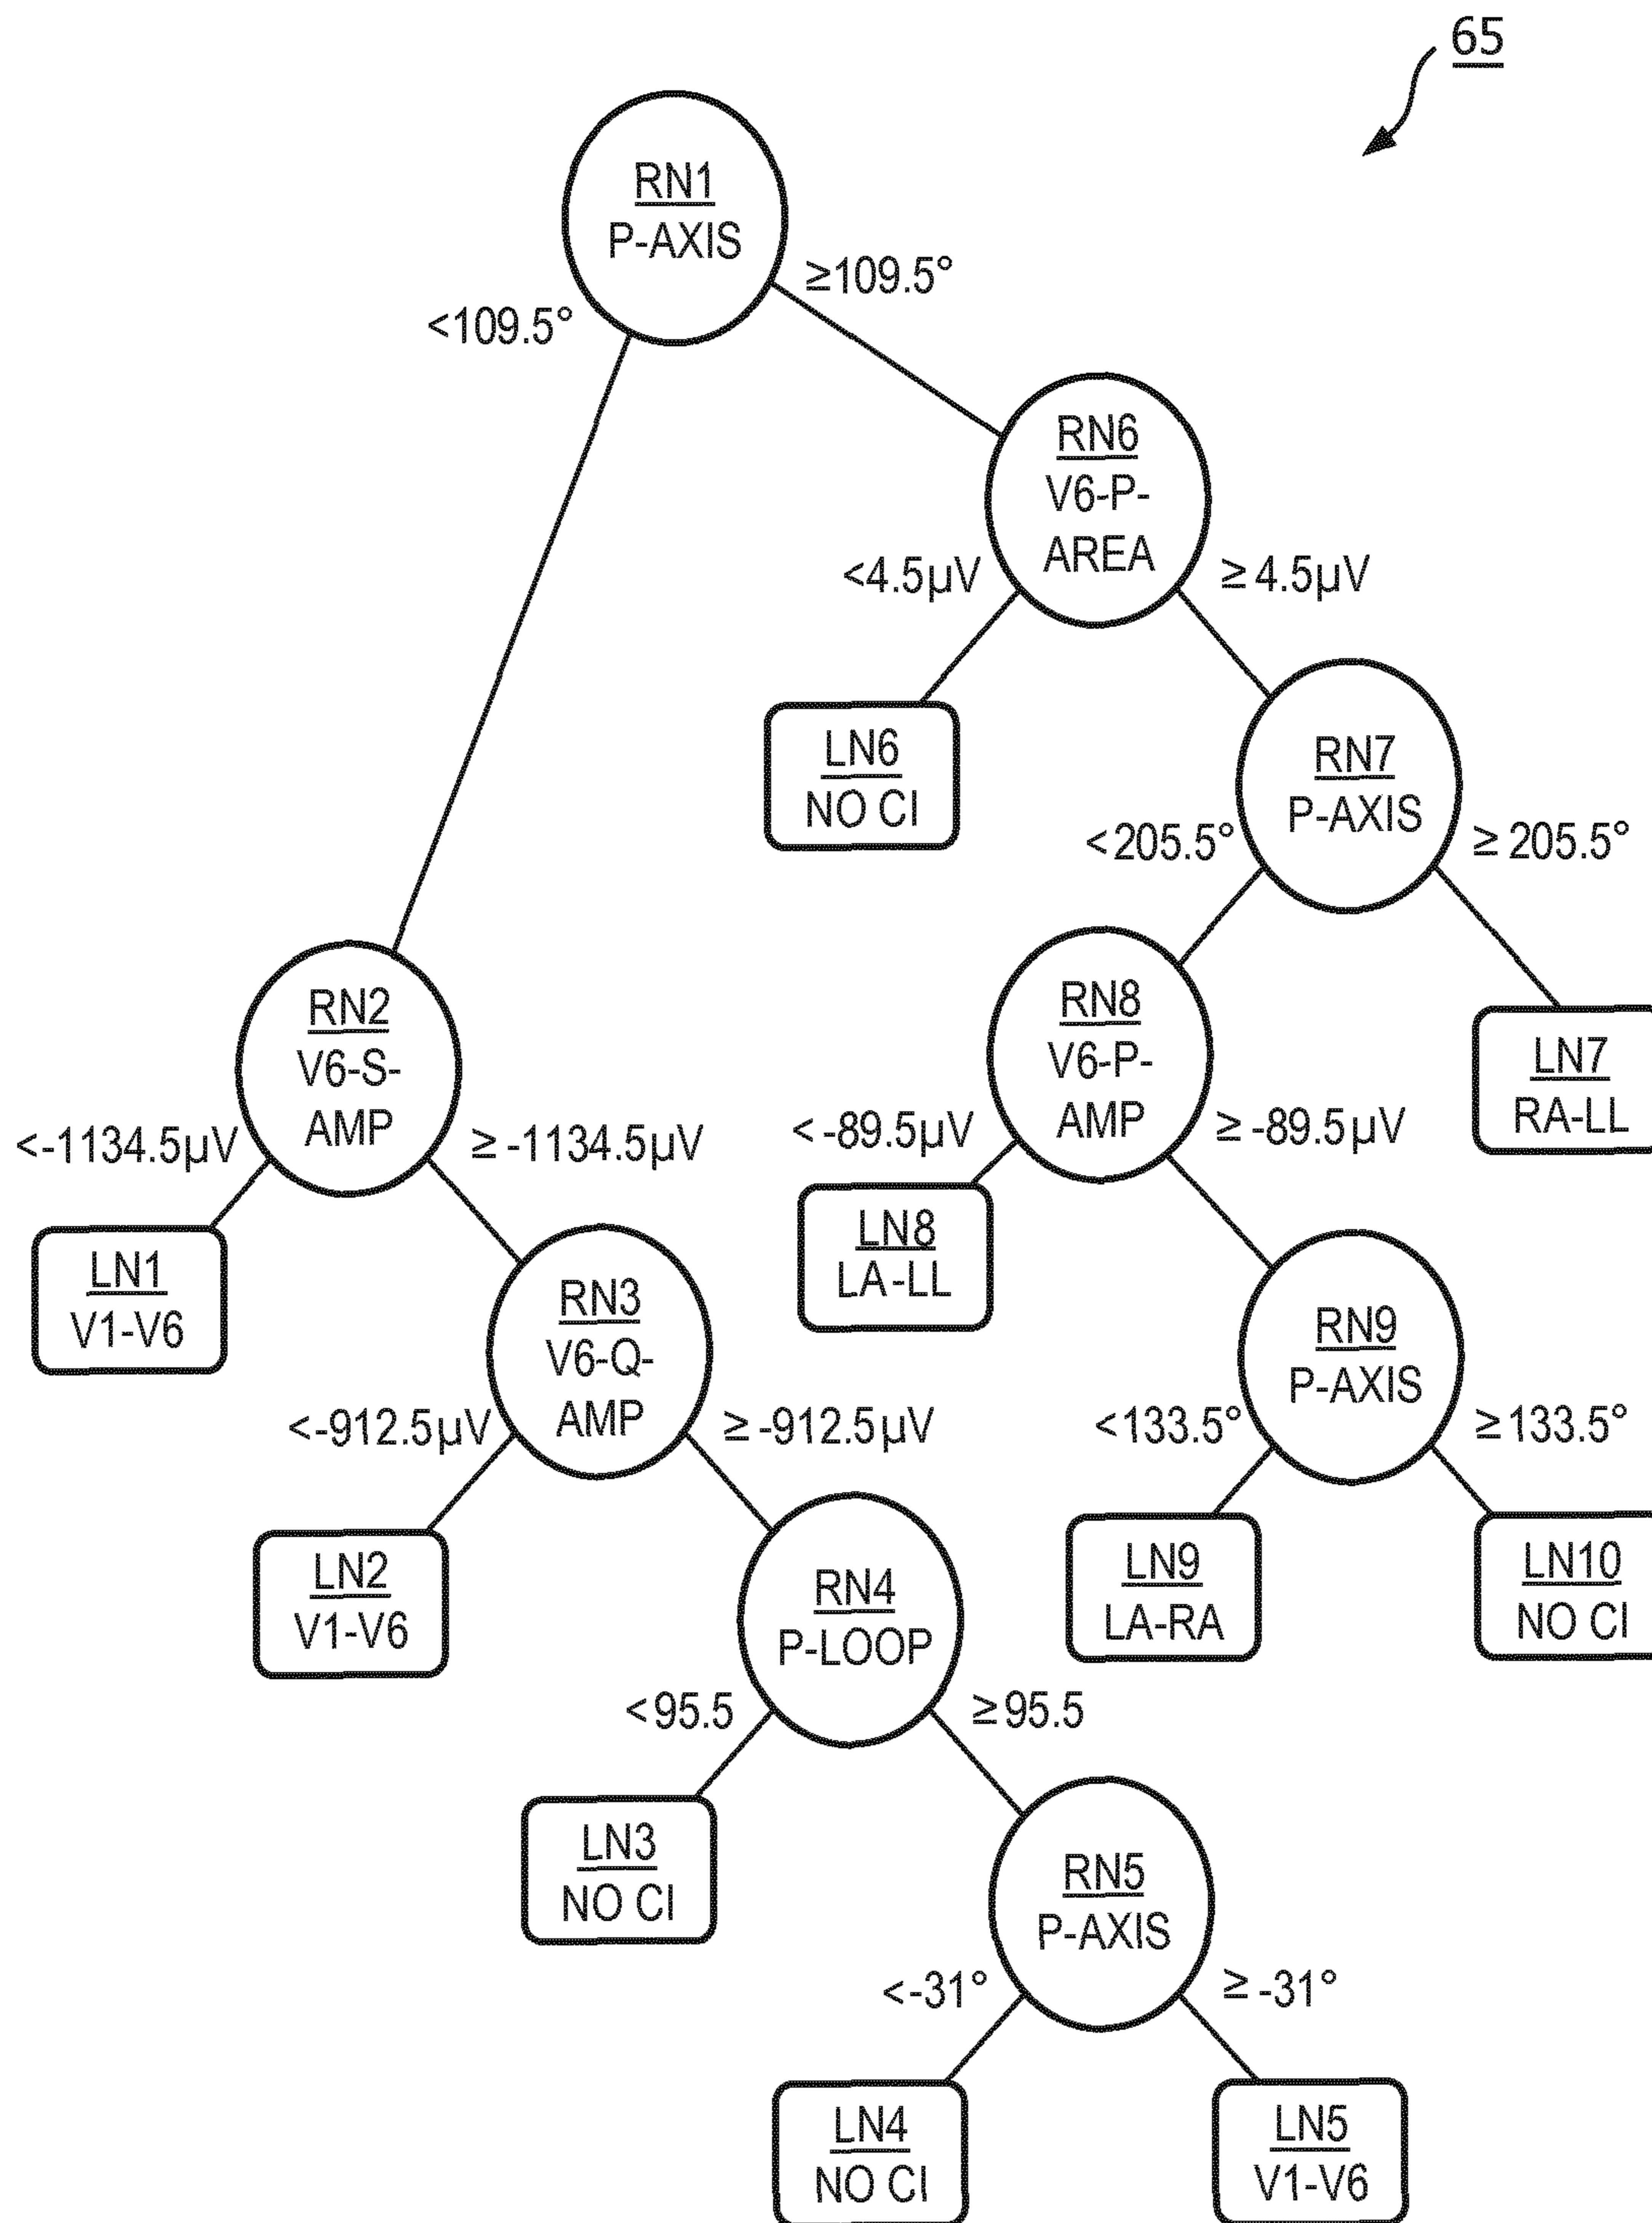 65
RN1
P-AXIS
<109.5°
≥109.5°
RN6
V6-P-
AREA
<4.5µV
≥ 4.5µV
LN6
NO CI
RN7
P-AXIS
<205.5°
≥ 205.5°
RN2
V6-S-
AMP
<-1134.5µV
≥ -1134.5µV
RN8
V6-P-
AMP
<-89.5µV
≥ -89.5µV
LN7
RA-LL
LN1
V1-V6
LN8
LA-LL
RN3
V6-Q-
AMP
<-912.5µV
≥ -912.5µV
RN9
P-AXIS
<133.5°
≥133.5°
LN2
V1-V6
RN4
P-LOOP
<95.5
≥95.5
LN9
LA-RA
LN10
NO CI
LN3
NO CI
RN5
P-AXIS
<-31°
≥ -31°
LN4
NO CI
LN5
V1-V6